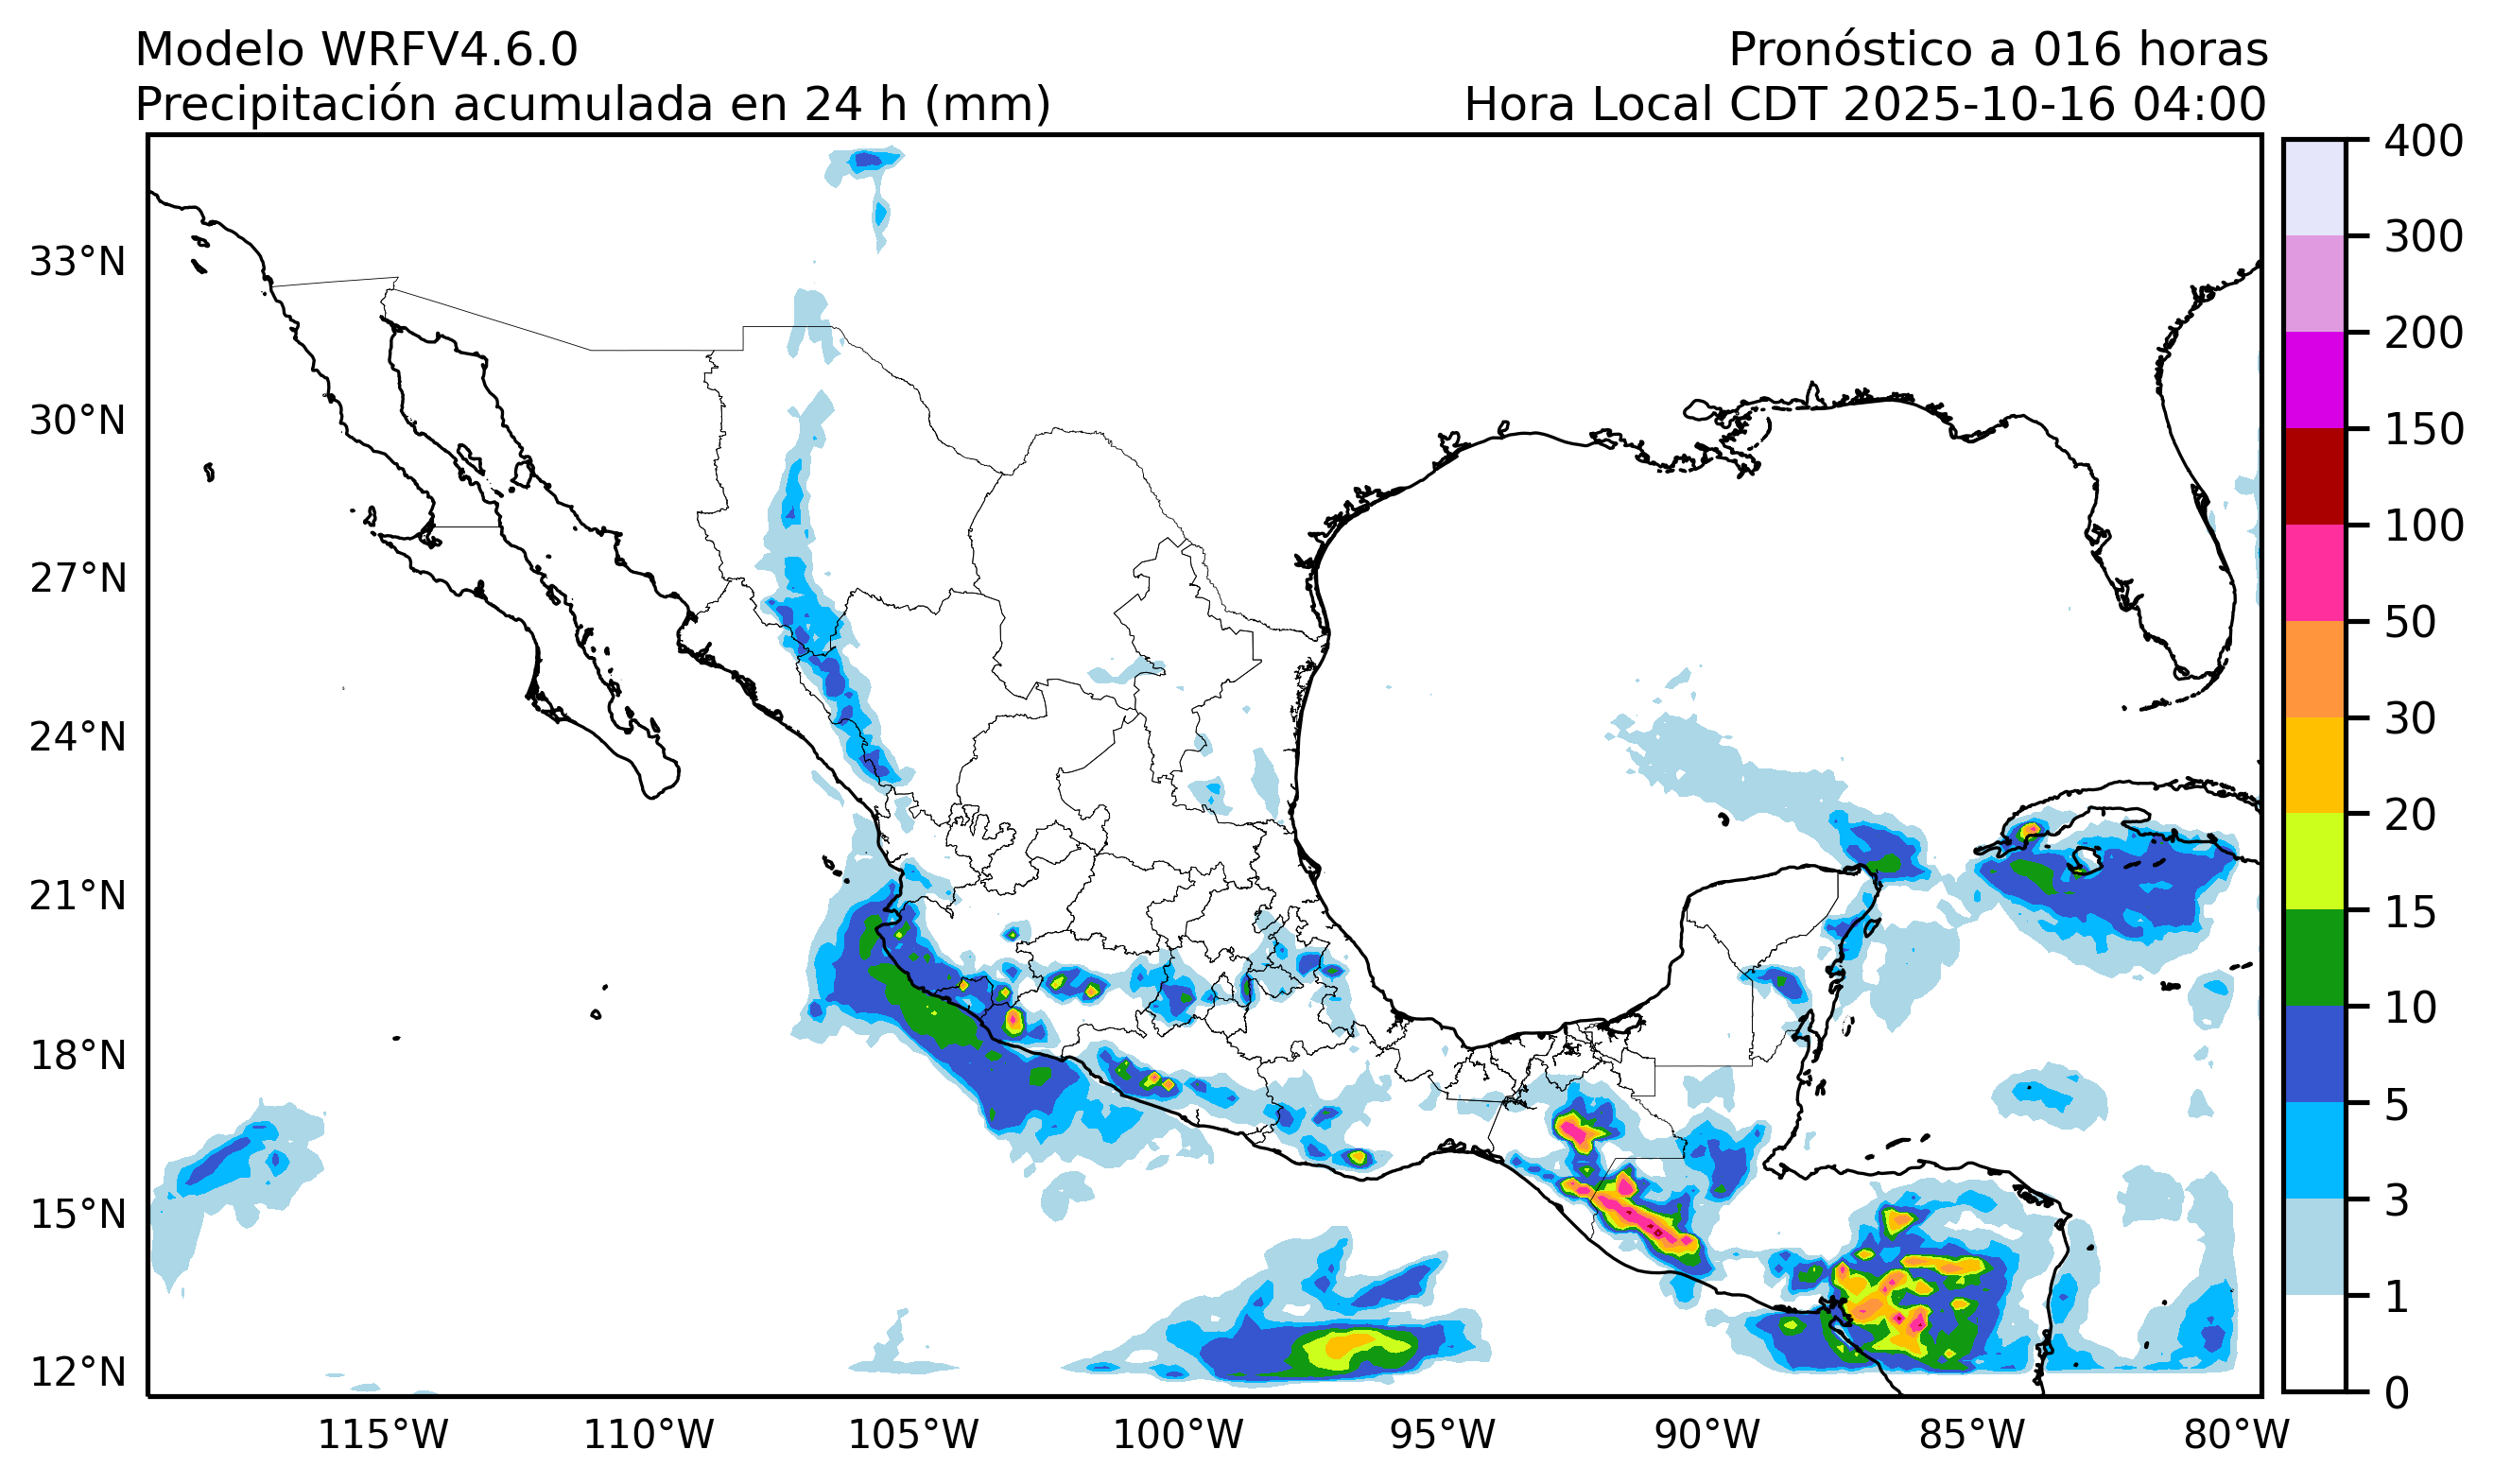 Modelo WRFV4.6.0
Pronóstico a 016 horas
Precipitación acumulada en 24 h (mm)
Hora Local CDT 2025-10-16 04:00
33°N
30°N
27°N
24°N
21°N
18°N
15°N
12°N
115°W
110°W
105°W
100°W
95°W
90°W
85°W
80°W
400
300
200
150
100
50
30
20
15
10
5
3
1
0